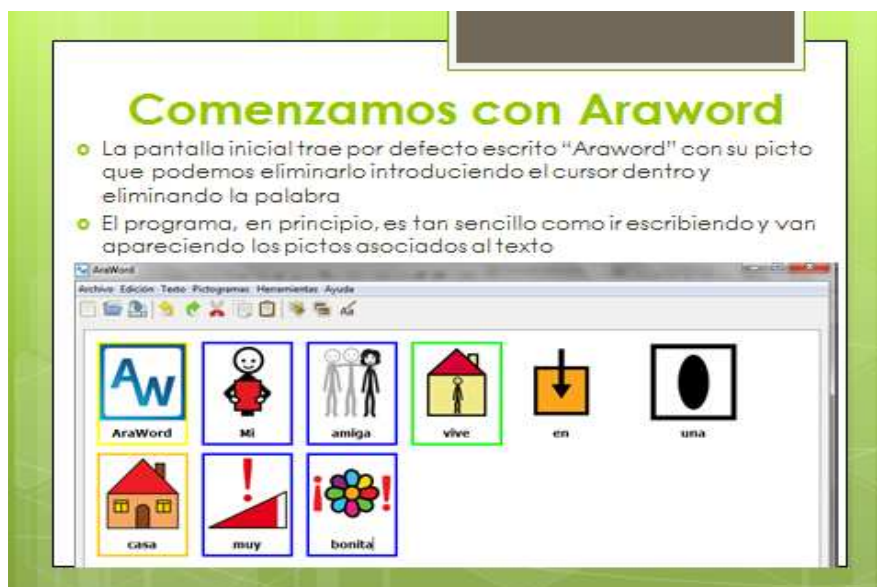 Comenzamos con Araword
La pantalla inicial trae por defecto escrito "Araword" con su picto
que podemos eliminarlo introduciendo el cursor dentro y
eliminando la palabra
El programa, en principio, es tan sencillo como ir escribiendo y van
apareciendo los pictos asociados al texto
AraWord
Archivo Edición Texto Pictogramas Herramientas Ayuda
AW
AraWord Mi amiga vive en una
casa muy bonita